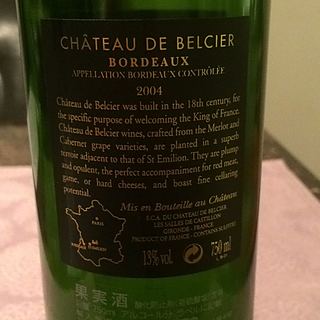 CHÂTEAU DE BELCIER
BORDEAUX
APPELLATION BORDEAUX CONTRÔLÉE
2004
Château de Belcier was built in the 18th century, for
the specific purpose of welcoming the King of France.
Château de Belcier wines, crafted from the Merlot and
Cabernet grape varieties, are planted in a superb
terroir adjacent to that of St Emilion. They are plump
and opulent, the perfect accompaniment for red meat,
game, or hard cheeses, and boast fine cellaring
potential.
Mis en Bouteille au Château
S.C.A. DU CHATEAU DE BELCIER
LES SALLES DE CASTILLON
GIRONDE - FRANCE
PRODUCT OF FRANCE - CONTAINS SULFITES
PARIS
13% vol.
750 ml
果実酒